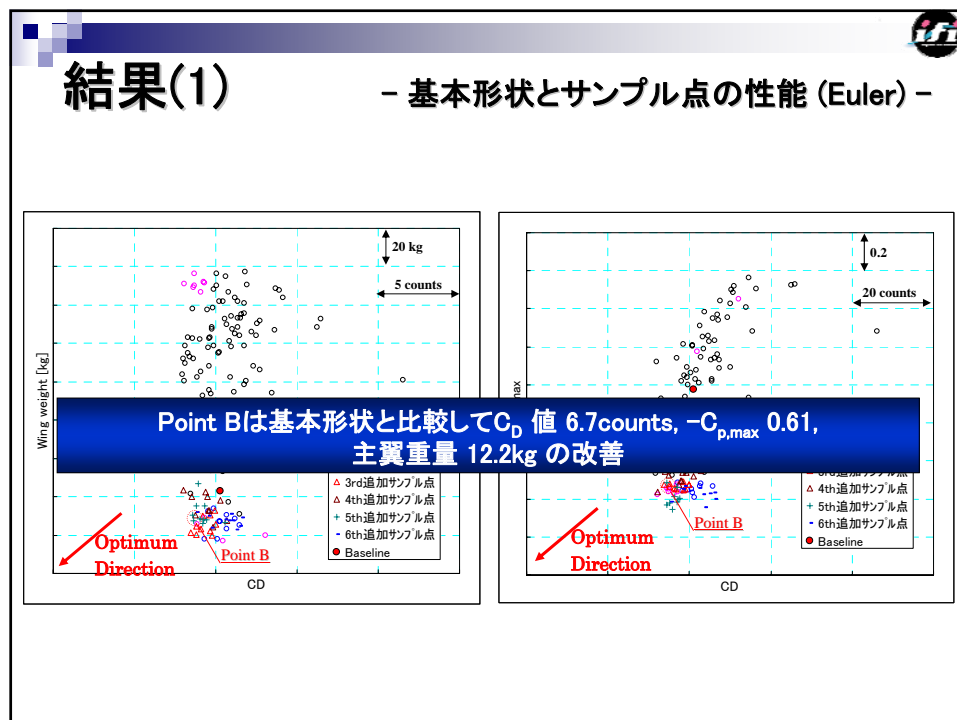 ifi
結果(1)
- 基本形状とサンプル点の性能 (Euler) -
20 kg
5 counts
Wing weight [kg]
3rd追加サンプル点
4th追加サンプル点
5th追加サンプル点
6th追加サンプル点
Baseline
Optimum
Direction
Point B
CD
0.2
20 counts
max
4th追加サンプル点
5th追加サンプル点
6th追加サンプル点
Baseline
Optimum
Direction
Point B
CD
Point Bは基本形状と比較してCD 値 6.7counts, -Cp,max 0.61,
主翼重量 12.2kg の改善